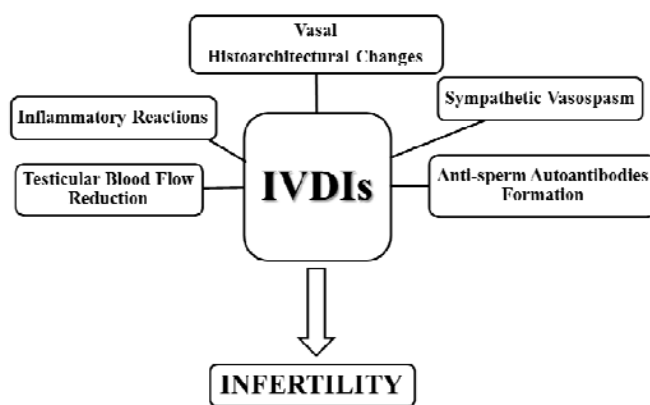 Vasal
Histoarchitectural Changes
Sympathetic Vasospasm
Inflammatory Reactions
IVDIs
Testicular Blood Flow
Reduction
Anti-sperm Autoantibodies
Formation
INFERTILITY